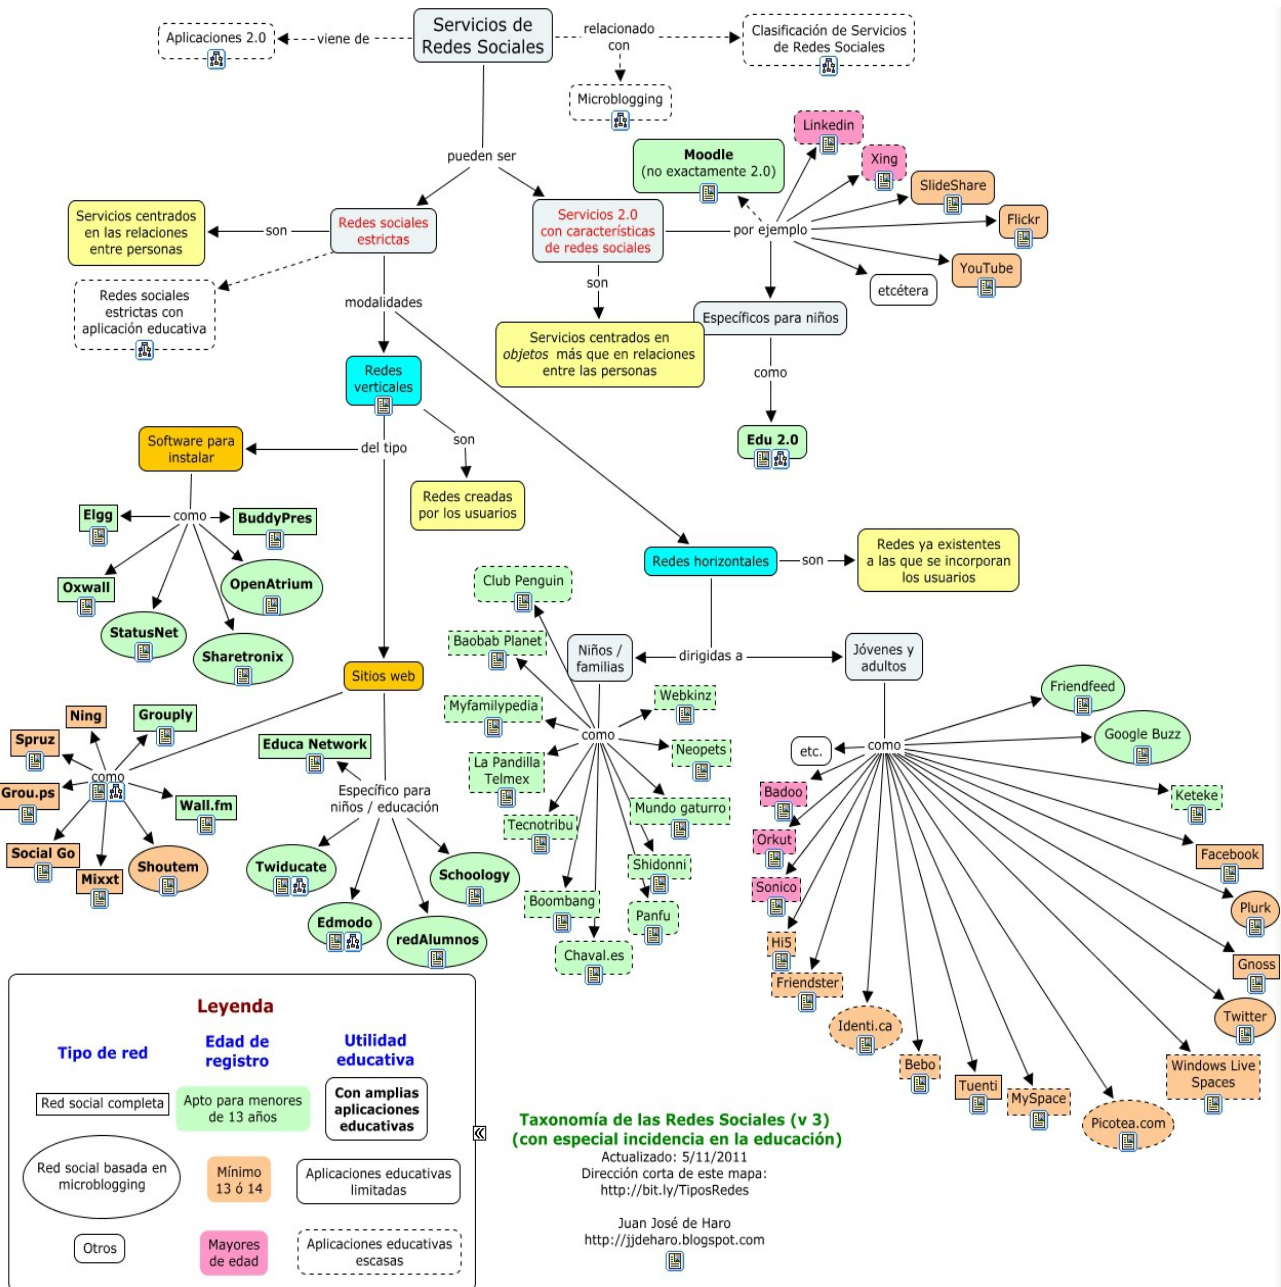 Servicios de
Redes Sociales
Aplicaciones 2.0
viene de
relacionado
con
Clasificación de Servicios
de Redes Sociales
Microblogging
pueden ser
Linkedin
Moodle
(no exactamente 2.0)
Xing
SlideShare
Flickr
YouTube
etcétera
por ejemplo
Servicios centrados
en las relaciones
entre personas
son
Redes sociales
estrictas
Servicios 2.0
con características
de redes sociales
son
Redes sociales
estrictas con
aplicación educativa
modalidades
Específicos para niños
Servicios centrados en
objetos más que en relaciones
entre las personas
como
Edu 2.0
Redes
verticales
Software para
instalar
del tipo
son
Redes creadas
por los usuarios
Elgg
como
BuddyPres
Oxwall
OpenAtrium
StatusNet
Sharetronix
Redes horizontales
son
Redes ya existentes
a las que se incorporan
los usuarios
Club Penguin
Baobab Planet
Niños /
familias
dirigidas a
Jóvenes y
adultos
Sitios web
Myfamilypedia
Webkinz
como
La Pandilla
Telmex
Neopets
Tecnotribu
Mundo gaturro
Shidonni
Boombang
Panfu
Chaval.es
Friendfeed
Google Buzz
etc.
como
Badoo
Keteke
Orkut
Facebook
Sonico
Plurk
Hi5
Gnoss
Friendster
Twitter
Identi.ca
Bebo
Tuenti
MySpace
Picotea.com
Windows Live
Spaces
Ning
Grouply
Spruz
como
Grou.ps
Wall.fm
Social Go
Mixxt
Shoutem
Educa Network
Específico para
niños / educación
Twiducate
Schoology
Edmodo
redAlumnos
Leyenda
Tipo de red
Edad de
registro
Utilidad
educativa
Red social completa
Apto para menores
de 13 años
Con amplias
aplicaciones
educativas
Red social basada en
microblogging
Mínimo
13 ó 14
Aplicaciones educativas
limitadas
Otros
Mayores
de edad
Aplicaciones educativas
escasas
Taxonomía de las Redes Sociales (v 3)
(con especial incidencia en la educación)
Actualizado: 5/11/2011
Dirección corta de este mapa:
http://bit.ly/TiposRedes
Juan José de Haro
http://jjdeharo.blogspot.com